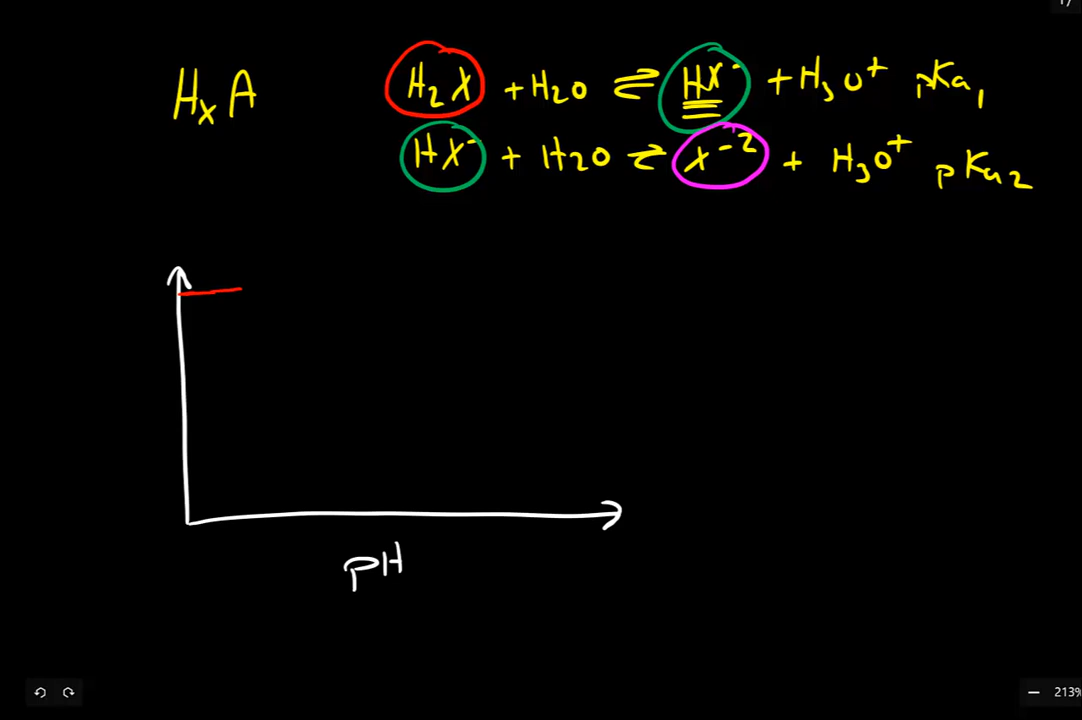 HₓA
H₂X + H₂O ⇌ HX⁻ + H₃O⁺ pKa₁
HX⁻ + H₂O ⇌ X⁻² + H₃O⁺ pKa₂
pH
213%